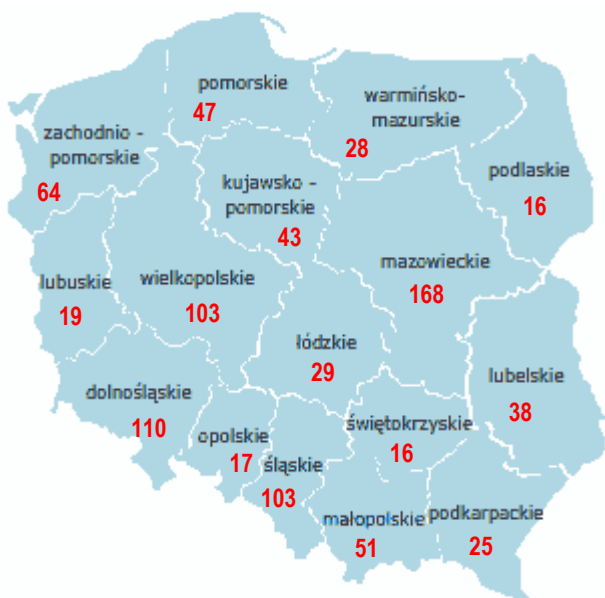 pomorskie
47
warmińsko-
mazurskie
28
zachodnio -
pomorskie
64
podlaskie
16
kujawsko -
pomorskie
43
mazowieckie
168
lubuskie
19
wielkopolskie
103
łódzkie
29
lubelskie
38
dolnośląskie
110
opolskie
17
śląskie
103
świętokrzyskie
16
małopolskie
51
podkarpackie
25